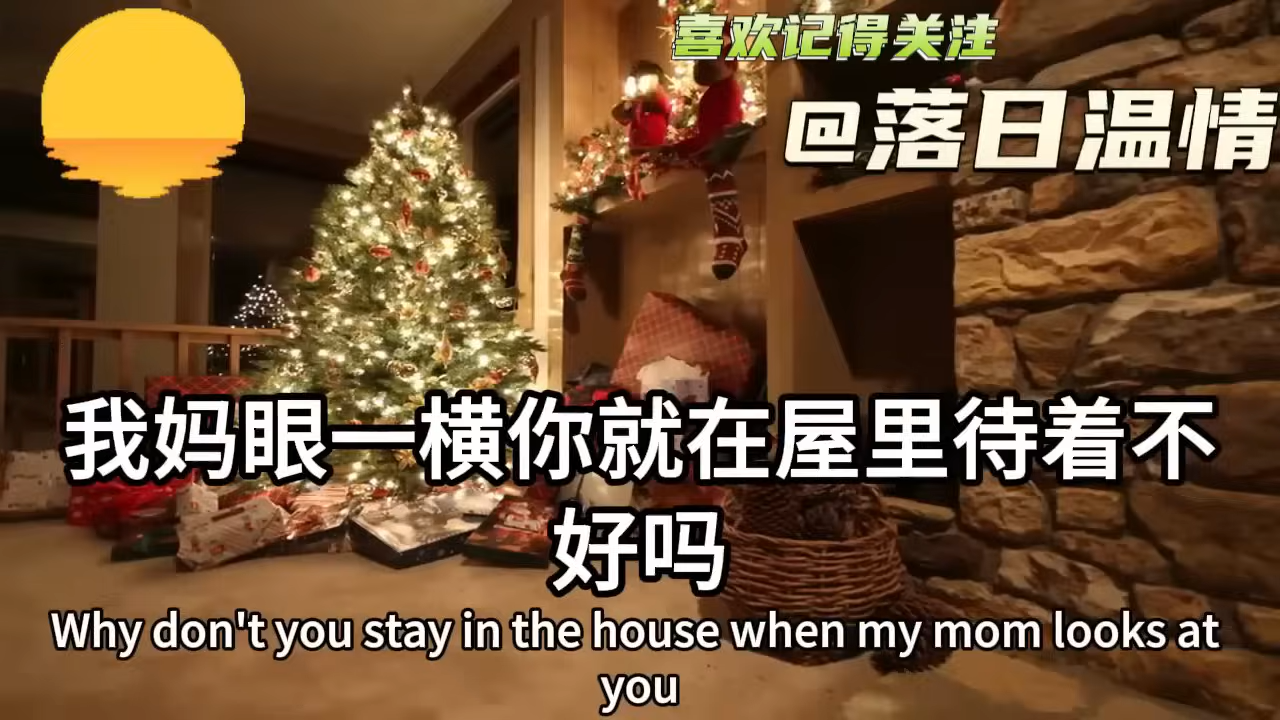 喜欢记得关注
@落日温情
我妈眼一横你就在屋里待着不
好吗
Why don't you stay in the house when my mom looks at
you